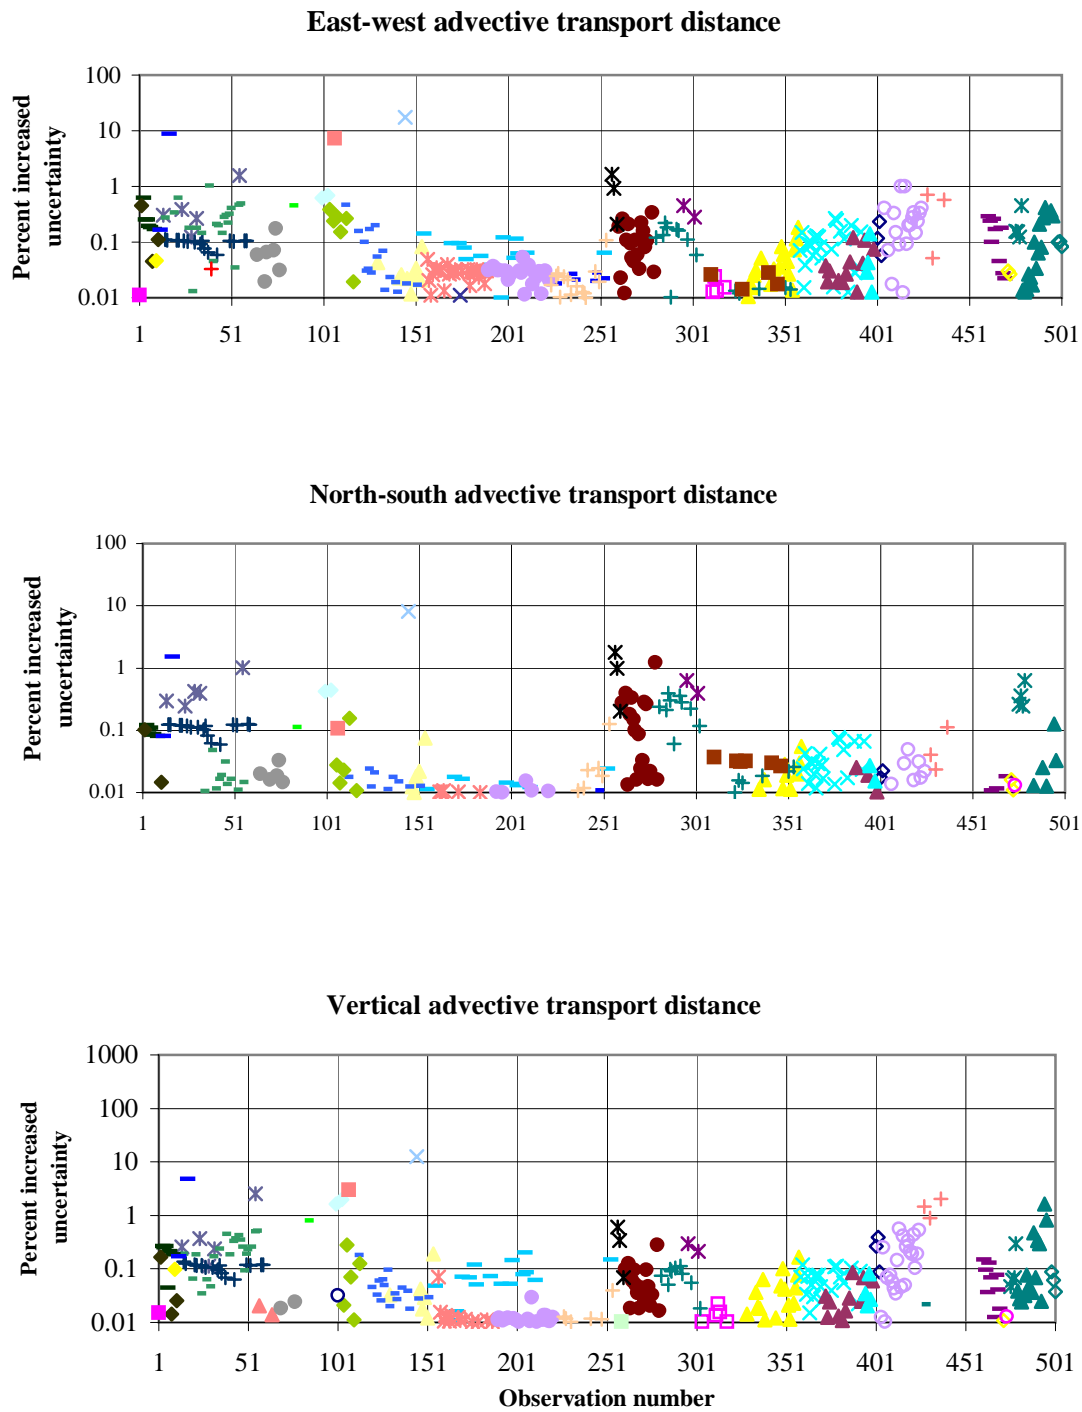 East-west advective transport distance
Percent increased
uncertainty
100
10
1
0.1
0.01
1 51 101 151 201 251 301 351 401 451 501
North-south advective transport distance
Percent increased
uncertainty
100
10
1
0.1
0.01
1 51 101 151 201 251 301 351 401 451 501
Vertical advective transport distance
Percent increased
uncertainty
1000
100
10
1
0.1
0.01
1 51 101 151 201 251 301 351 401 451 501
Observation number